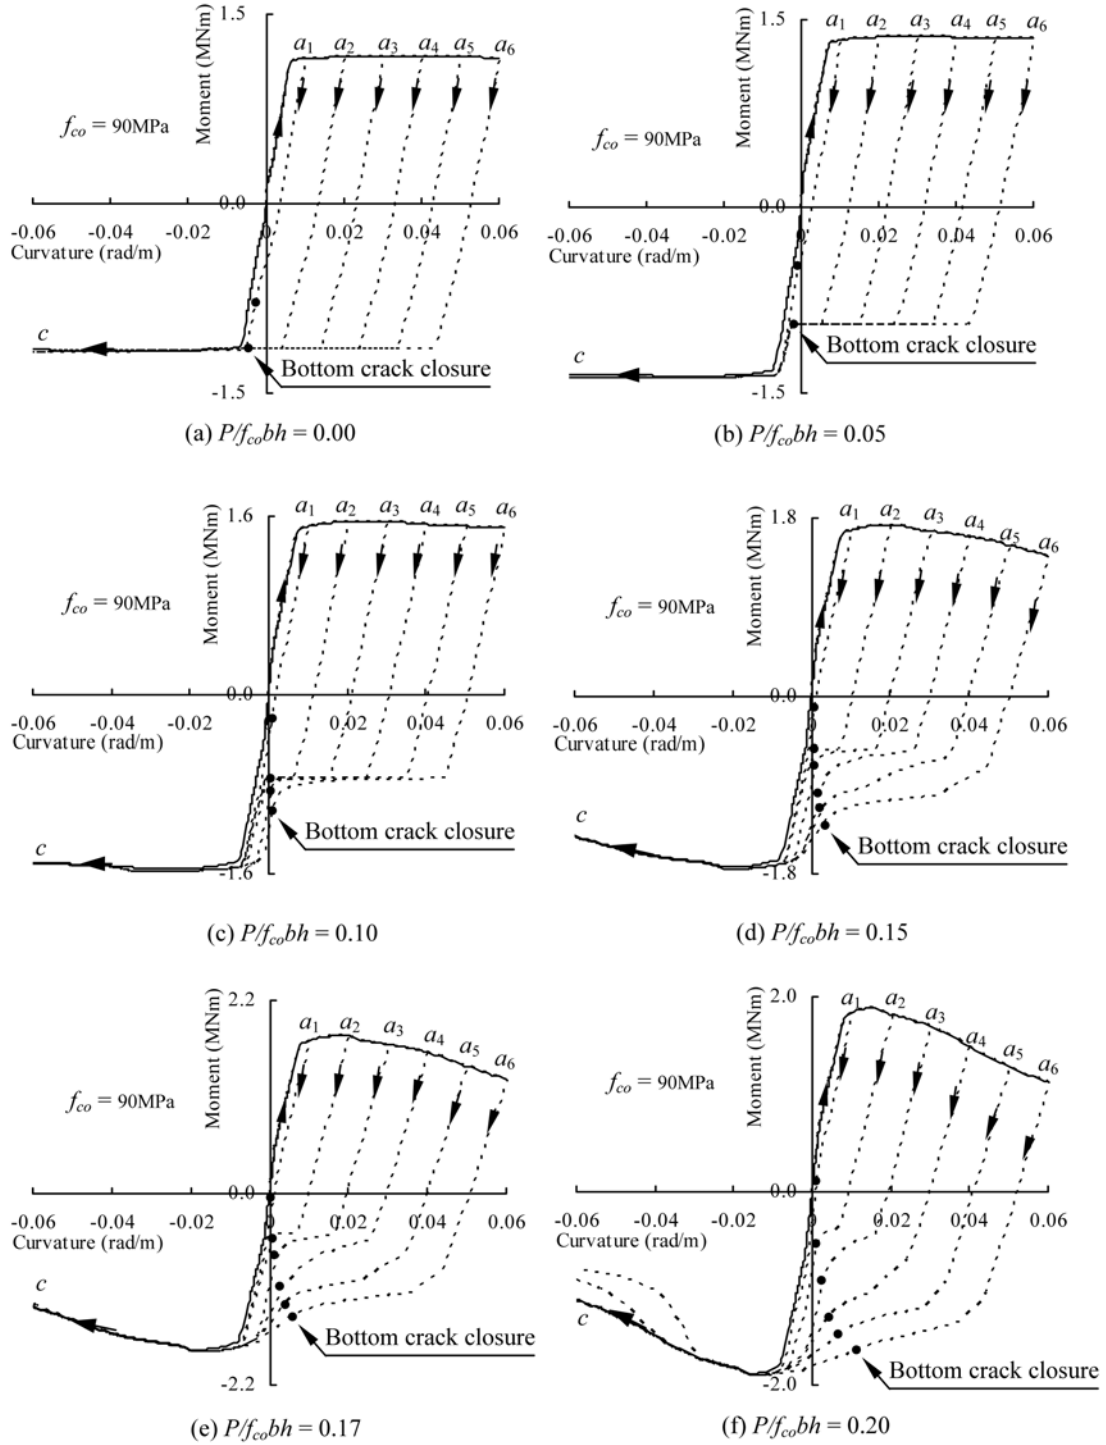 1.5
Moment (MNm)
a1 a2 a3 a4 a5 a6
fco = 90MPa
0.0
-0.06 -0.04 -0.02 0 0.02 0.04 0.06
Curvature (rad/m)
c
Bottom crack closure
-1.5
(a) P/fcobh = 0.00
1.5
Moment (MNm)
a1 a2 a3 a4 a5 a6
fco = 90MPa
0.0
-0.06 -0.04 -0.02 0 0.02 0.04 0.06
Curvature (rad/m)
c
Bottom crack closure
-1.5
(b) P/fcobh = 0.05
1.6
Moment (MNm)
a1 a2 a3 a4 a5 a6
fco = 90MPa
0.0
-0.06 -0.04 -0.02 0 0.02 0.04 0.06
Curvature (rad/m)
c
Bottom crack closure
-1.6
(c) P/fcobh = 0.10
1.8
Moment (MNm)
a1 a2 a3 a4 a5 a6
fco = 90MPa
0.0
-0.06 -0.04 -0.02 0 0.02 0.04 0.06
Curvature (rad/m)
c
Bottom crack closure
-1.8
(d) P/fcobh = 0.15
2.2
Moment (MNm)
a1 a2 a3 a4 a5 a6
fco = 90MPa
0.0
-0.06 -0.04 -0.02 0 0.02 0.04 0.06
Curvature (rad/m)
c
Bottom crack closure
-2.2
(e) P/fcobh = 0.17
2.0
Moment (MNm)
a1 a2 a3 a4 a5 a6
fco = 90MPa
0.0
-0.06 -0.04 -0.02 0 0.02 0.04 0.06
Curvature (rad/m)
c
Bottom crack closure
-2.0
(f) P/fcobh = 0.20